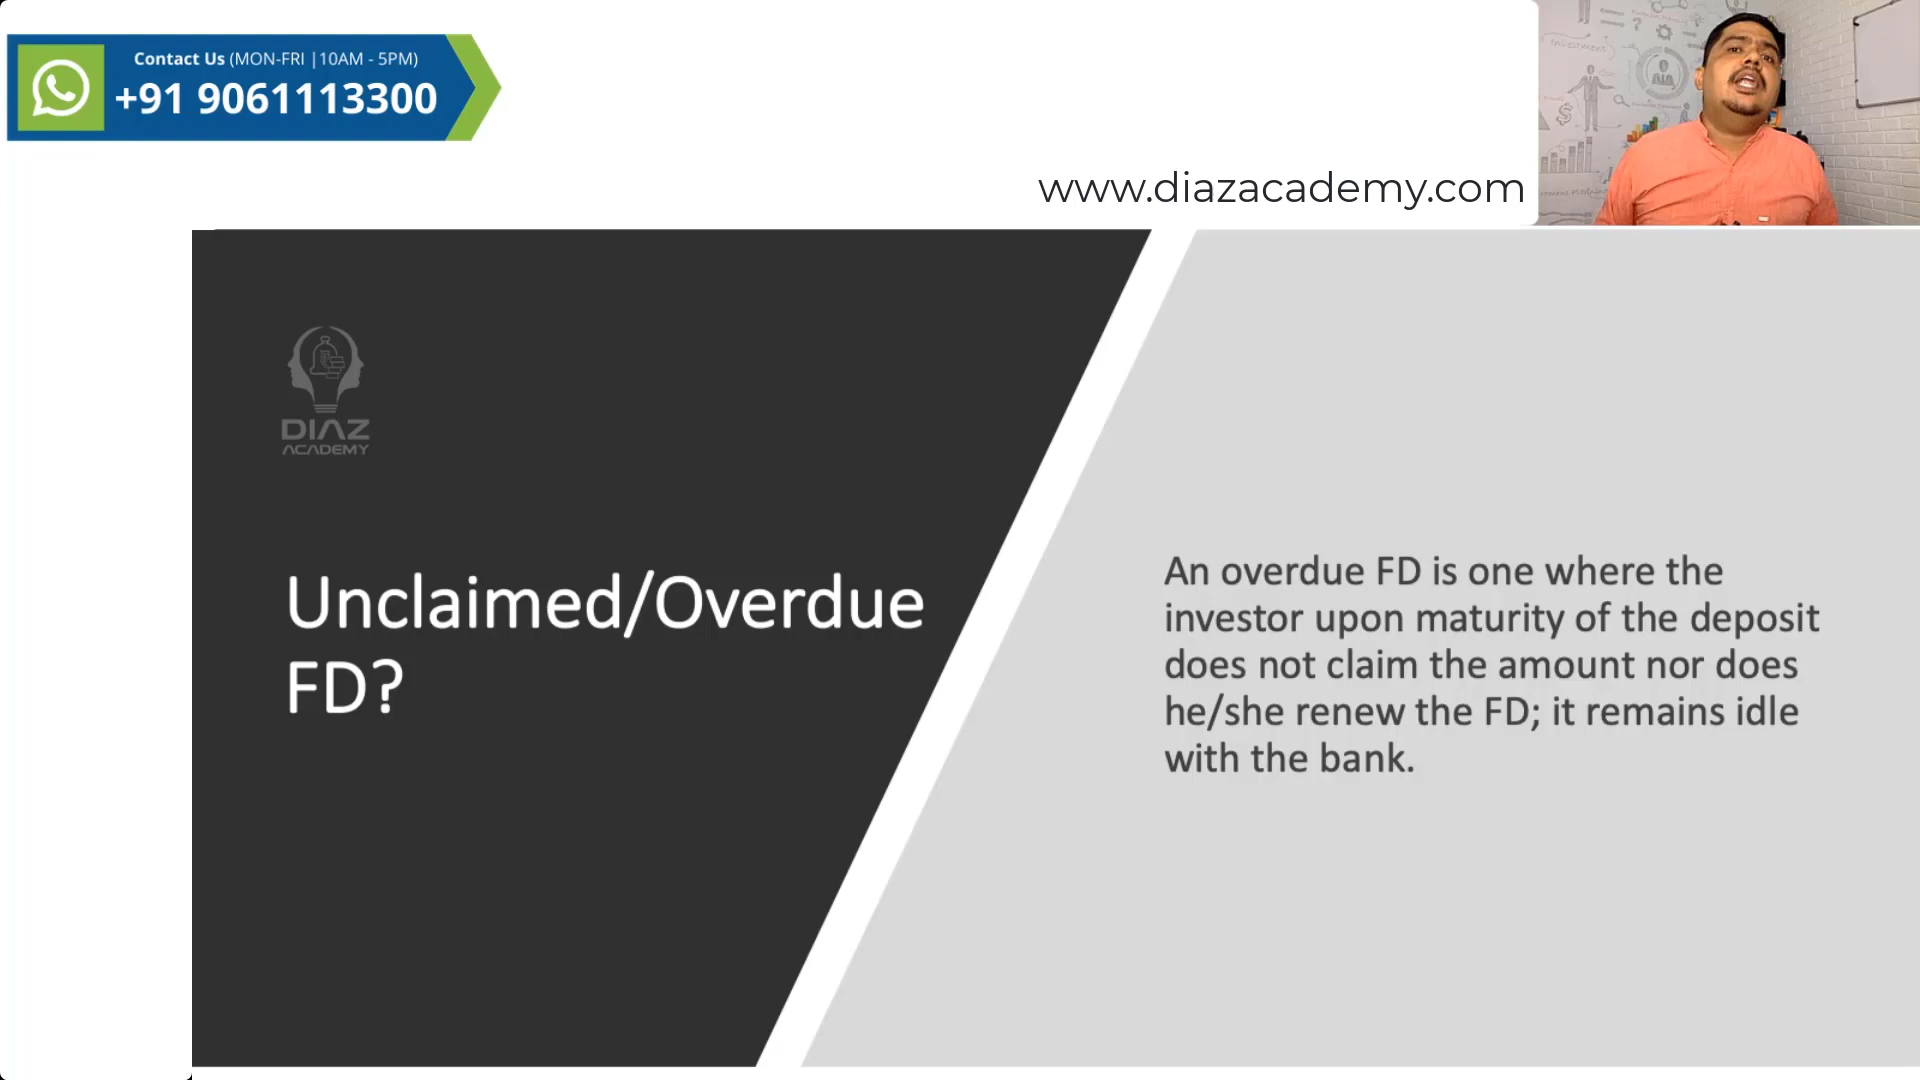 Contact Us (MON-FRI |10AM - 5PM)
+91 9061113300
www.diazacademy.com
DIAZ
ACADEMY
Unclaimed/Overdue
FD?
An overdue FD is one where the
investor upon maturity of the deposit
does not claim the amount nor does
he/she renew the FD; it remains idle
with the bank.